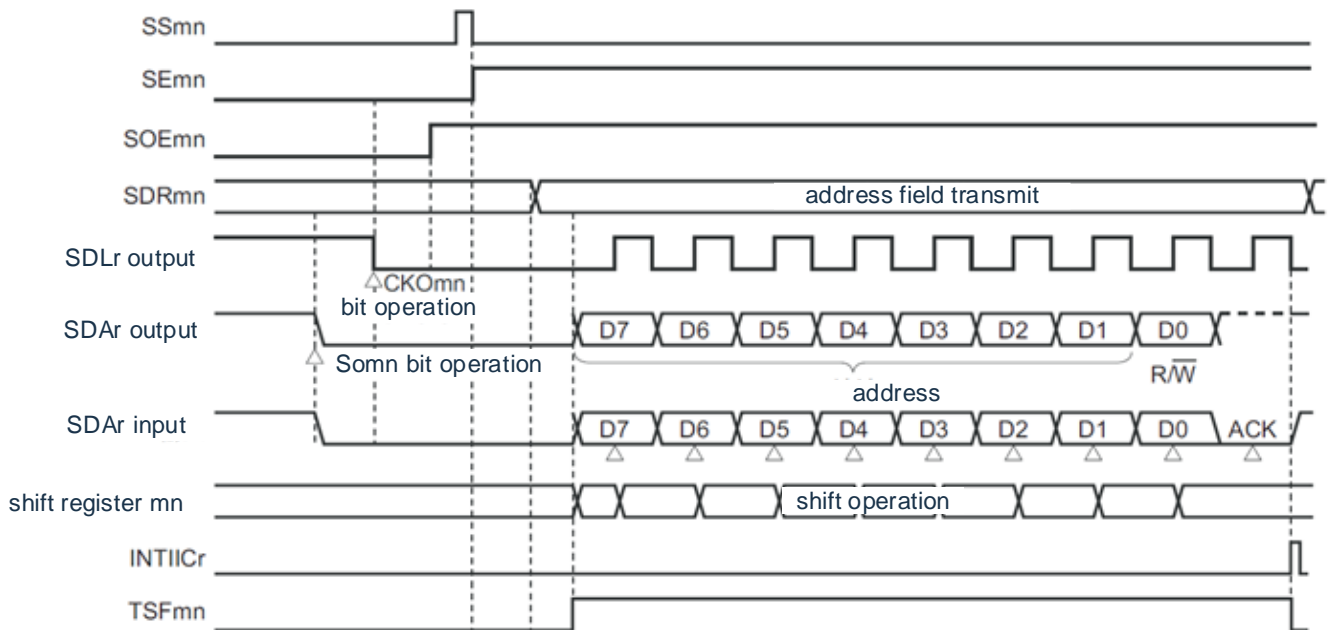 SSmn
SEmn
SOEmn
SDRmn
address field transmit
SDLr output
CKOmn
bit operation
SDAr output
D7 D6 D5 D4 D3 D2 D1 D0
Somn bit operation
R/W̅
address
SDAr input
D7 D6 D5 D4 D3 D2 D1 D0 ACK
shift register mn
shift operation
INTIICr
TSFmn